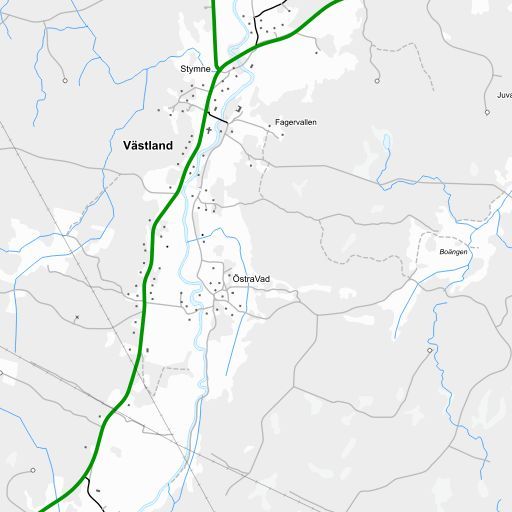 Stymne
Juva
Fagervallen
Västland
Boängen
ÖstraVad